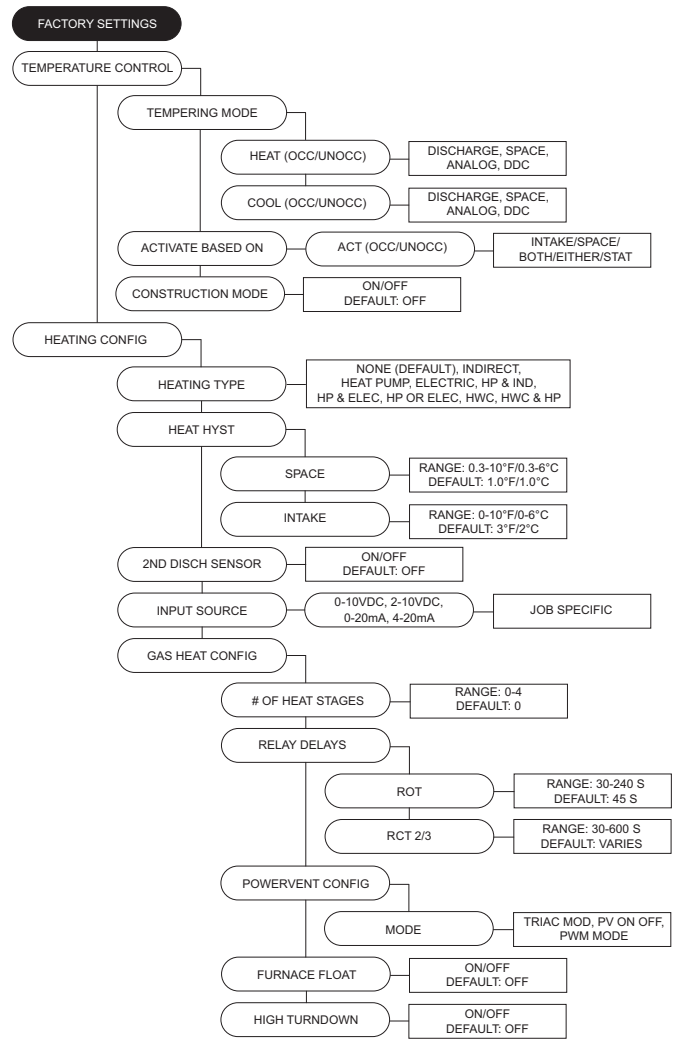 FACTORY SETTINGS
TEMPERATURE CONTROL
TEMPERING MODE
HEAT (OCC/UNOCC)
DISCHARGE, SPACE,
ANALOG, DDC
COOL (OCC/UNOCC)
DISCHARGE, SPACE,
ANALOG, DDC
ACTIVATE BASED ON
ACT (OCC/UNOCC)
INTAKE/SPACE/
BOTH/EITHER/STAT
CONSTRUCTION MODE
ON/OFF
DEFAULT: OFF
HEATING CONFIG
HEATING TYPE
NONE (DEFAULT), INDIRECT,
HEAT PUMP, ELECTRIC, HP & IND,
HP & ELEC, HP OR ELEC, HWC, HWC & HP
HEAT HYST
SPACE
RANGE: 0.3-10°F/0.3-6°C
DEFAULT: 1.0°F/1.0°C
INTAKE
RANGE: 0-10°F/0-6°C
DEFAULT: 3°F/2°C
2ND DISCH SENSOR
ON/OFF
DEFAULT: OFF
INPUT SOURCE
0-10VDC, 2-10VDC,
0-20mA, 4-20mA
JOB SPECIFIC
GAS HEAT CONFIG
# OF HEAT STAGES
RANGE: 0-4
DEFAULT: 0
RELAY DELAYS
ROT
RANGE: 30-240 S
DEFAULT: 45 S
RCT 2/3
RANGE: 30-600 S
DEFAULT: VARIES
POWERVENT CONFIG
MODE
TRIAC MOD, PV ON OFF,
PWM MODE
FURNACE FLOAT
ON/OFF
DEFAULT: OFF
HIGH TURNDOWN
ON/OFF
DEFAULT: OFF